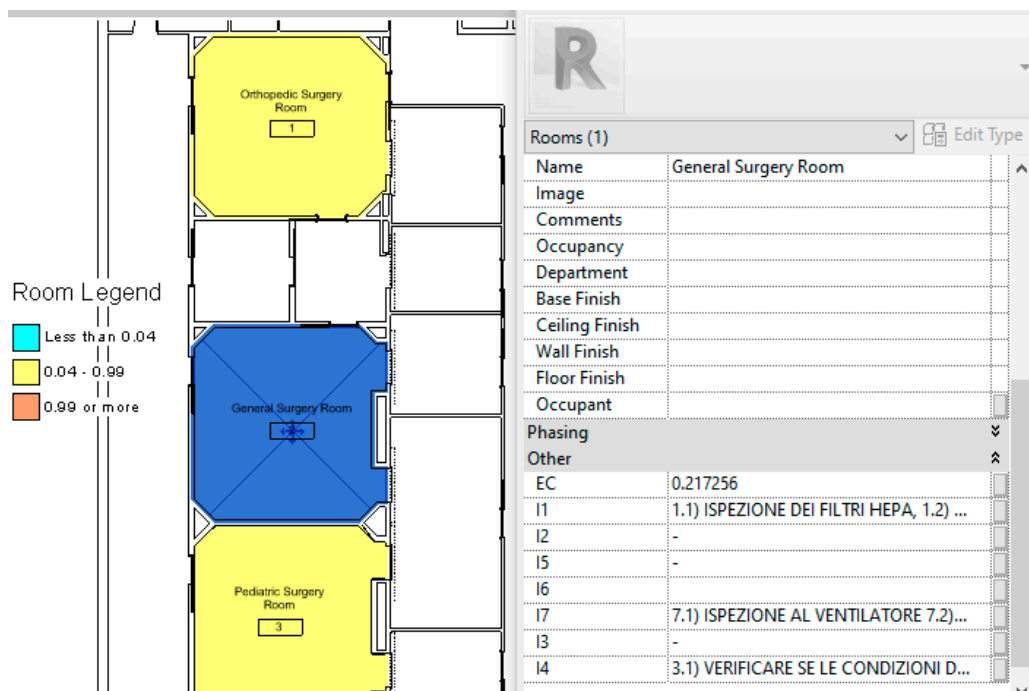 Orthopedic Surgery
Room
1
Room Legend
Less than 0.04
0.04 - 0.99
0.99 or more
General Surgery Room
Pediatric Surgery
Room
3
R
Rooms (1)
Edit Type
Name General Surgery Room
Image
Comments
Occupancy
Department
Base Finish
Ceiling Finish
Wall Finish
Floor Finish
Occupant
Phasing
Other
EC 0.217256
I1 1.1) ISPEZIONE DEI FILTRI HEPA, 1.2) ...
I2 -
I5 -
I6
I7 7.1) ISPEZIONE AL VENTILATORE 7.2)...
I3 -
I4 3.1) VERIFICARE SE LE CONDIZIONI D...